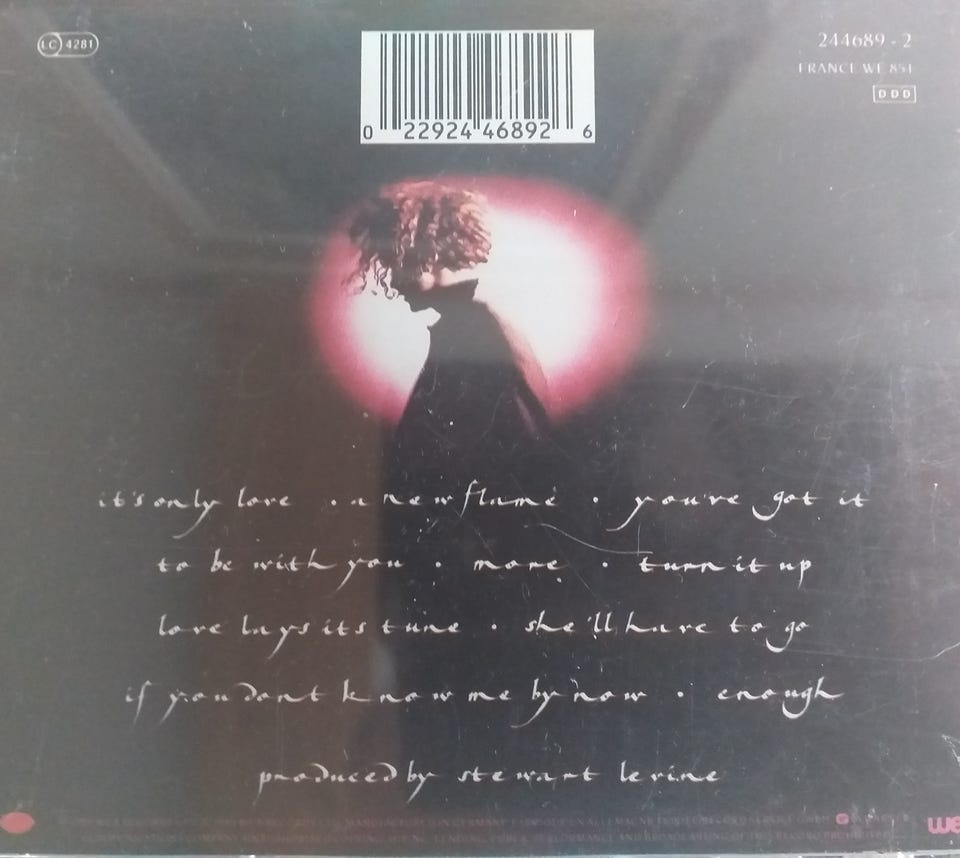 LC 4281
244689-2
FRANCE WE 851
DDD
0 22924 46892 6
it's only love · a new flame · you've got it
to be with you · more · turn it up
love lays its tune · she'll have to go
if you don't know me by now · enough
produced by stewart levine
we